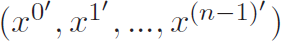 (x^{0'}, x^{1'}, ..., x^{(n-1)'})